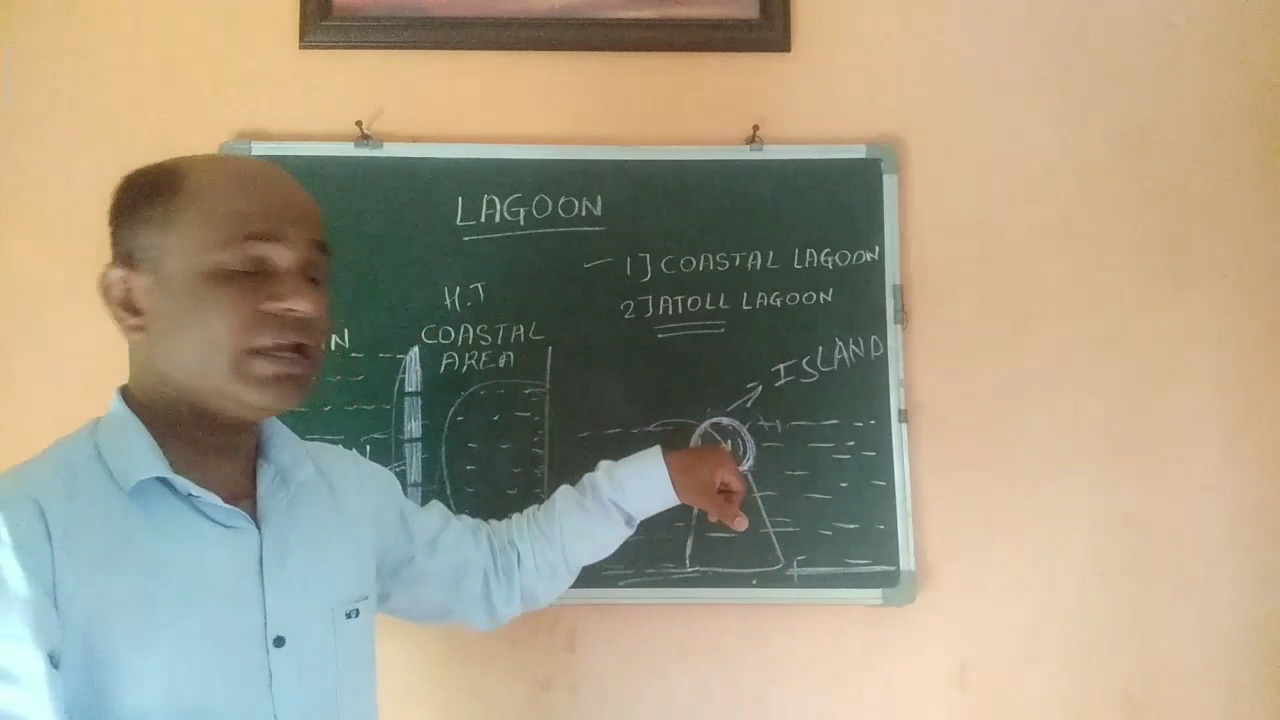 LAGOON
1] COASTAL LAGOON
2] ATOLL LAGOON
H.T
COASTAL
AREA
ISLAND